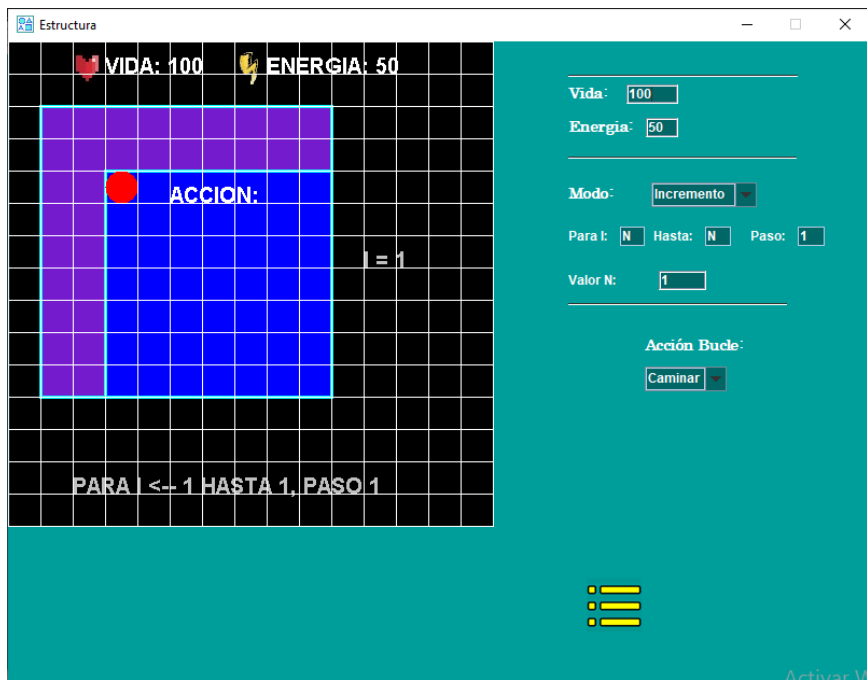 Estructura
VIDA: 100 ENERGIA: 50
ACCION:
I = 1
PARA I <-- 1 HASTA 1, PASO 1
Vida: 100
Energia: 50
Modo: Incremento
Para I: N Hasta: N Paso: 1
Valor N: 1
Acción Bucle:
Caminar
Activar